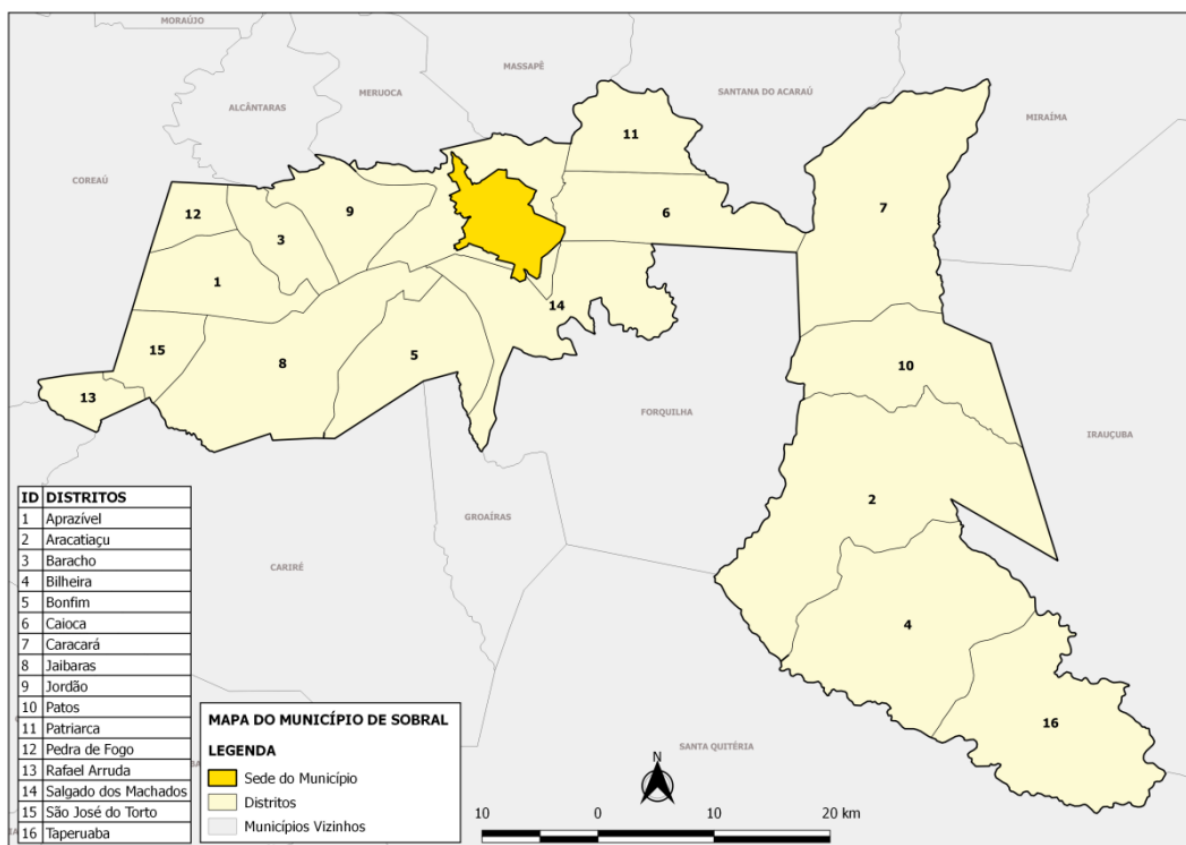 MORAÚJO
MASSAPÊ
MERUOCA
SANTANA DO ACARAÚ
ALCÂNTARAS
MIRAÍMA
11
COREAÚ
12
9
6
7
3
1
14
15
5
8
10
13
FORQUILHA
IRAUÇUBA
2
GROAÍRAS
CARIRÉ
4
16
SANTA QUITÉRIA
ID DISTRITOS
1 Aprazível
2 Aracatiaçu
3 Baracho
4 Bilheira
5 Bonfim
6 Caioca
7 Caracará
8 Jaibaras
9 Jordão
10 Patos
11 Patriarca
12 Pedra de Fogo
13 Rafael Arruda
14 Salgado dos Machados
15 São José do Torto
16 Taperuaba
MAPA DO MUNICÍPIO DE SOBRAL
LEGENDA
Sede do Município
Distritos
Municípios Vizinhos
N
10 0 10 20 km